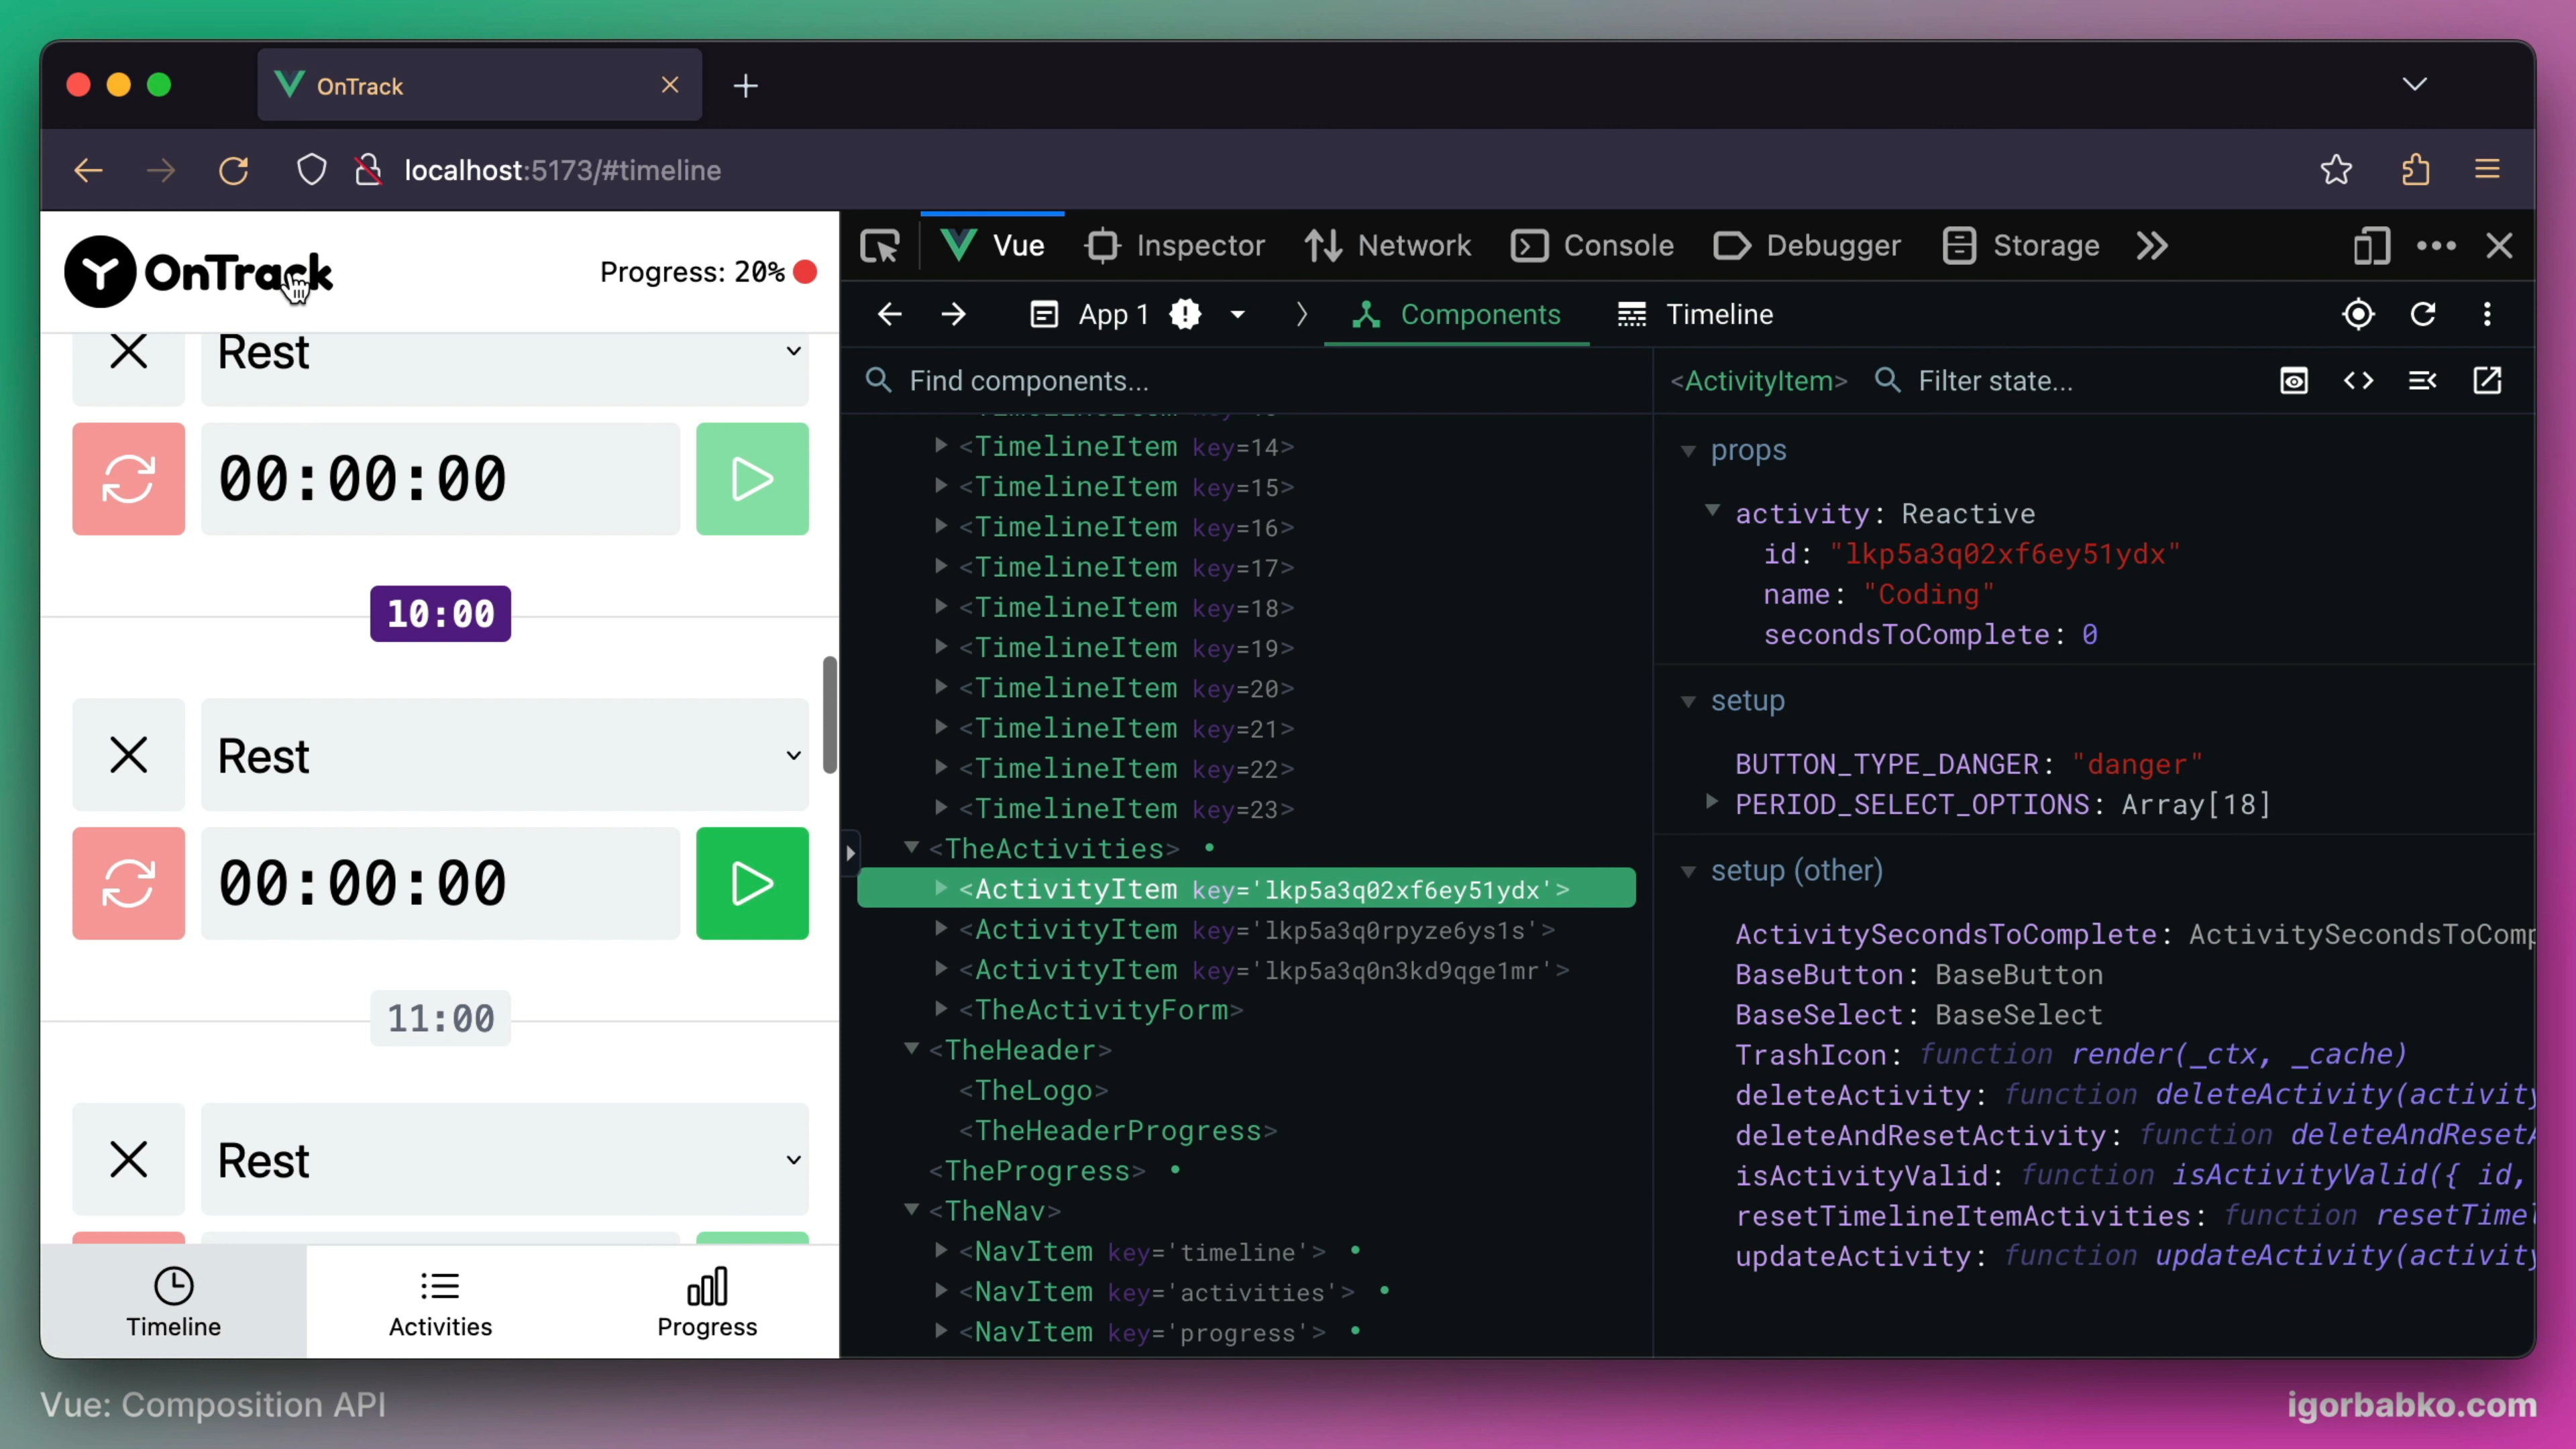 OnTrack
localhost:5173/#timeline
OnTrack
Progress: 20%
Rest
00:00:00
10:00
Rest
00:00:00
11:00
Rest
Timeline
Activities
Progress
Vue
Inspector
Network
Console
Debugger
Storage
App 1
Components
Timeline
Find components...
<TimelineItem key=14>
<TimelineItem key=15>
<TimelineItem key=16>
<TimelineItem key=17>
<TimelineItem key=18>
<TimelineItem key=19>
<TimelineItem key=20>
<TimelineItem key=21>
<TimelineItem key=22>
<TimelineItem key=23>
<TheActivities>
<ActivityItem key='lkp5a3q02xf6ey51ydx'>
<ActivityItem key='lkp5a3q0rpyze6ys1s'>
<ActivityItem key='lkp5a3q0n3kd9qge1mr'>
<TheActivityForm>
<TheHeader>
<TheLogo>
<TheHeaderProgress>
<TheProgress>
<TheNav>
<NavItem key='timeline'>
<NavItem key='activities'>
<NavItem key='progress'>
<ActivityItem>
Filter state...
props
activity: Reactive
id: "lkp5a3q02xf6ey51ydx"
name: "Coding"
secondsToComplete: 0
setup
BUTTON_TYPE_DANGER: "danger"
PERIOD_SELECT_OPTIONS: Array[18]
setup (other)
ActivitySecondsToComplete: ActivitySecondsToComp
BaseButton: BaseButton
BaseSelect: BaseSelect
TrashIcon: function render(_ctx, _cache)
deleteActivity: function deleteActivity(activity
deleteAndResetActivity: function deleteAndResetA
isActivityValid: function isActivityValid({ id,
resetTimelineItemActivities: function resetTimel
updateActivity: function updateActivity(activity
Vue: Composition API
igorbabko.com